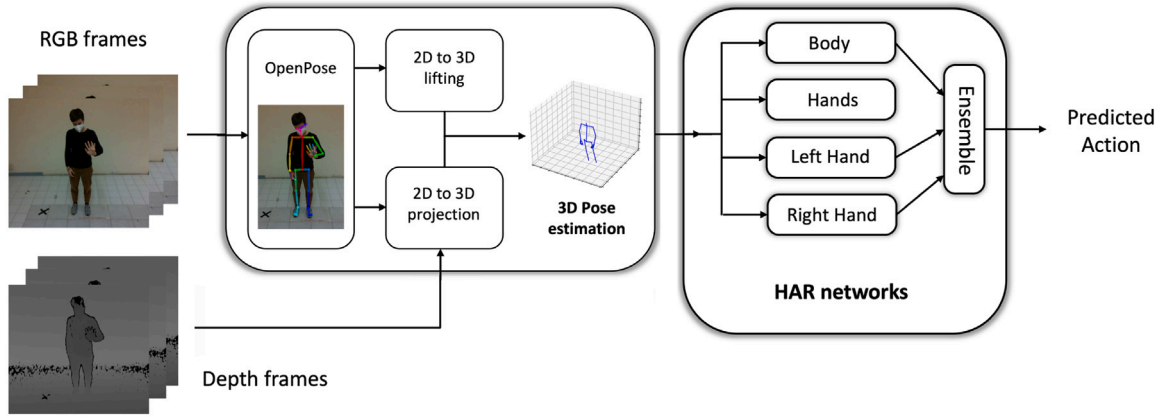 RGB frames
OpenPose
2D to 3D
lifting
2D to 3D
projection
3D Pose
estimation
Depth frames
Body
Hands
Left Hand
Right Hand
Ensemble
HAR networks
Predicted
Action